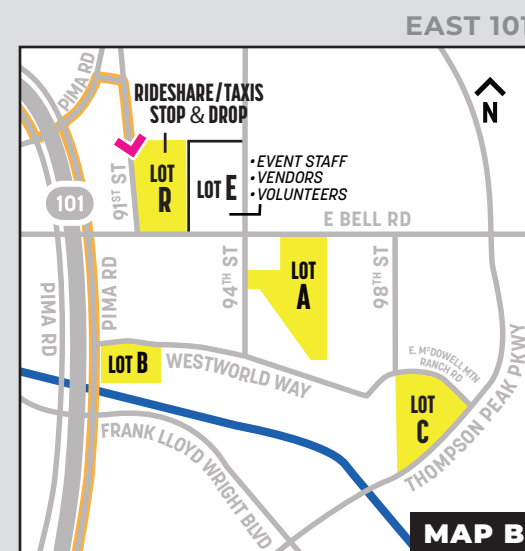 EAST 101
PIMA RD
RIDESHARE/TAXIS
STOP & DROP
N
LOT
R
LOT E
•EVENT STAFF
•VENDORS
•VOLUNTEERS
91ST ST
101
E BELL RD
PIMA RD
PIMA RD
94TH ST
LOT
A
98TH ST
LOT B
WESTWORLD WAY
E. McDOWELL MTN
RANCH RD
LOT
C
THOMPSON PEAK PKWY
FRANK LLOYD WRIGHT BLVD
MAP B